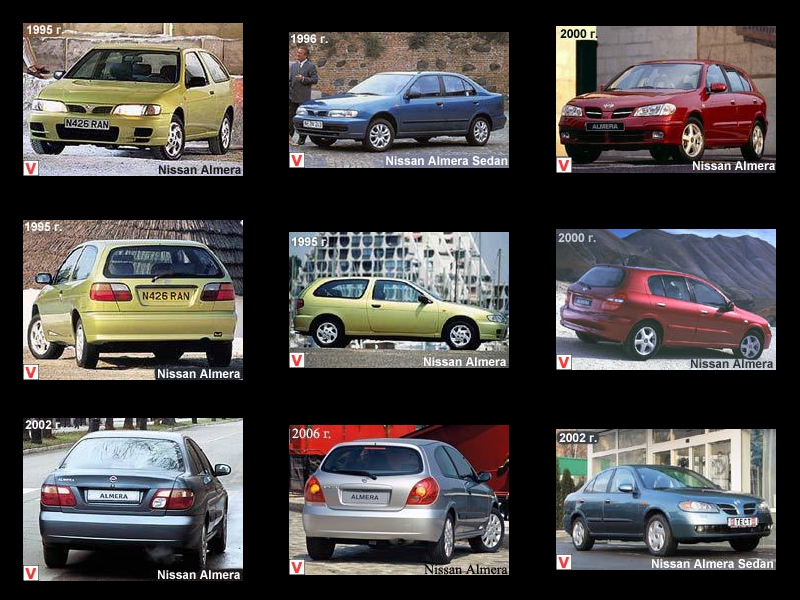 1995 г.
N426 RAN
V
Nissan Almera
1996 г.
V
Nissan Almera Sedan
2000 г.
ALMERA
V
Nissan Almera
1995 г.
N426 RAN
V
Nissan Almera
1995 г.
V
Nissan Almera
2000 г.
V
Nissan Almera
2002 г.
ALMERA
V
Nissan Almera
2006 г.
ALMERA
V
Nissan Almera
2002 г.
ТЕСТ
V
Nissan Almera Sedan